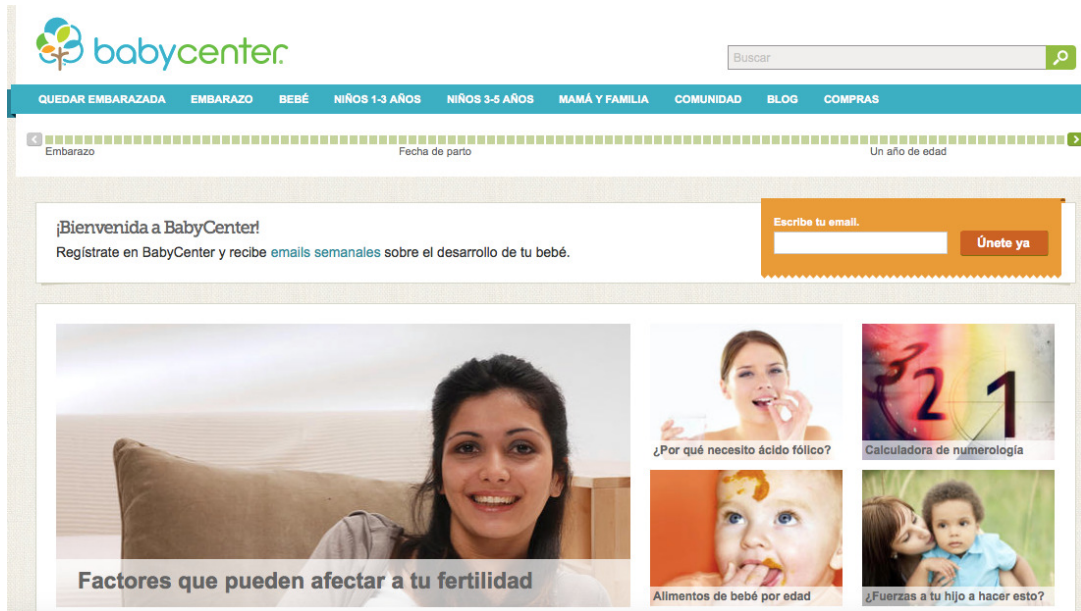 babycenter.
Buscar
QUEDAR EMBARAZADA EMBARAZO BEBÉ NIÑOS 1-3 AÑOS NIÑOS 3-5 AÑOS MAMÁ Y FAMILIA COMUNIDAD BLOG COMPRAS
Embarazo Fecha de parto Un año de edad
¡Bienvenida a BabyCenter!
Regístrate en BabyCenter y recibe emails semanales sobre el desarrollo de tu bebé.
Escribe tu email.
Únete ya
Factores que pueden afectar a tu fertilidad
¿Por qué necesito ácido fólico?
2 1
Calculadora de numerología
Alimentos de bebé por edad
¿Fuerzas a tu hijo a hacer esto?